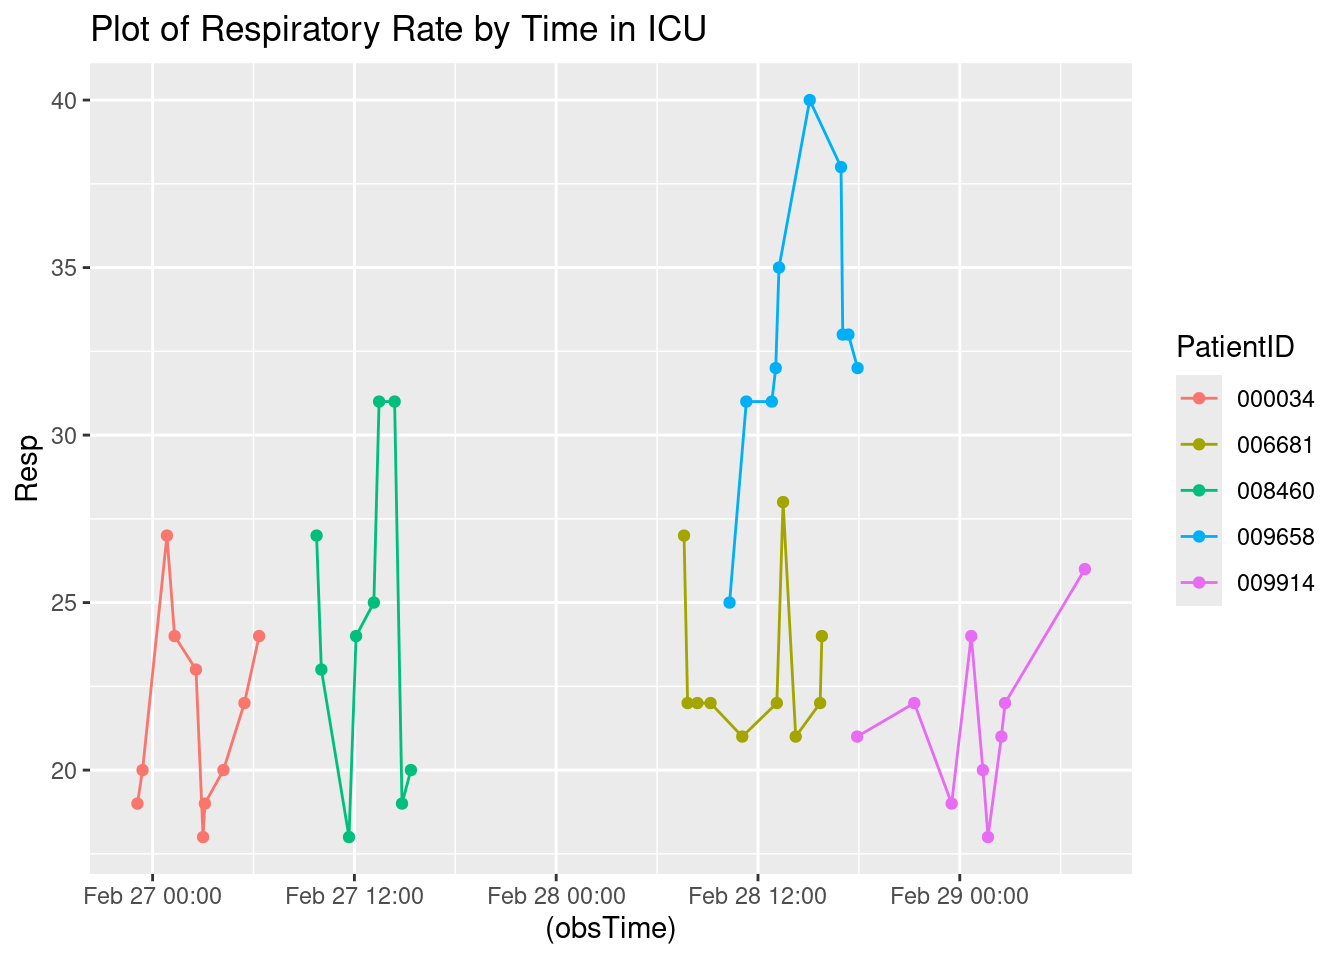 Plot of Respiratory Rate by Time in ICU
40
35
30
25
20
Resp
Feb 27 00:00
Feb 27 12:00
Feb 28 00:00
Feb 28 12:00
Feb 29 00:00
(obsTime)
PatientID
000034
006681
008460
009658
009914